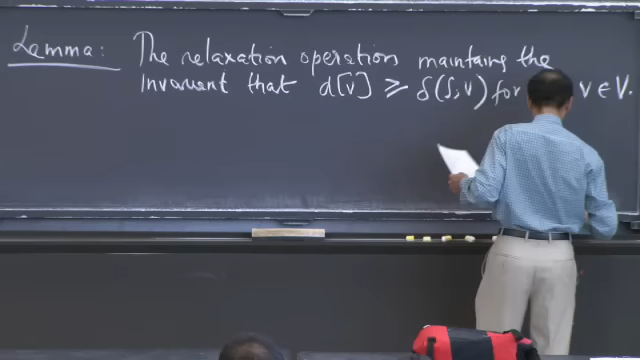 Lemma: The relaxation operation maintains the
invariant that d[v] ≥ δ(s,v) for v ∈ V.